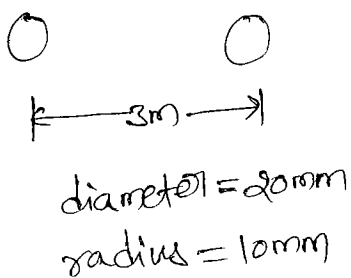 3m
diameter = 20mm
radius = 10mm